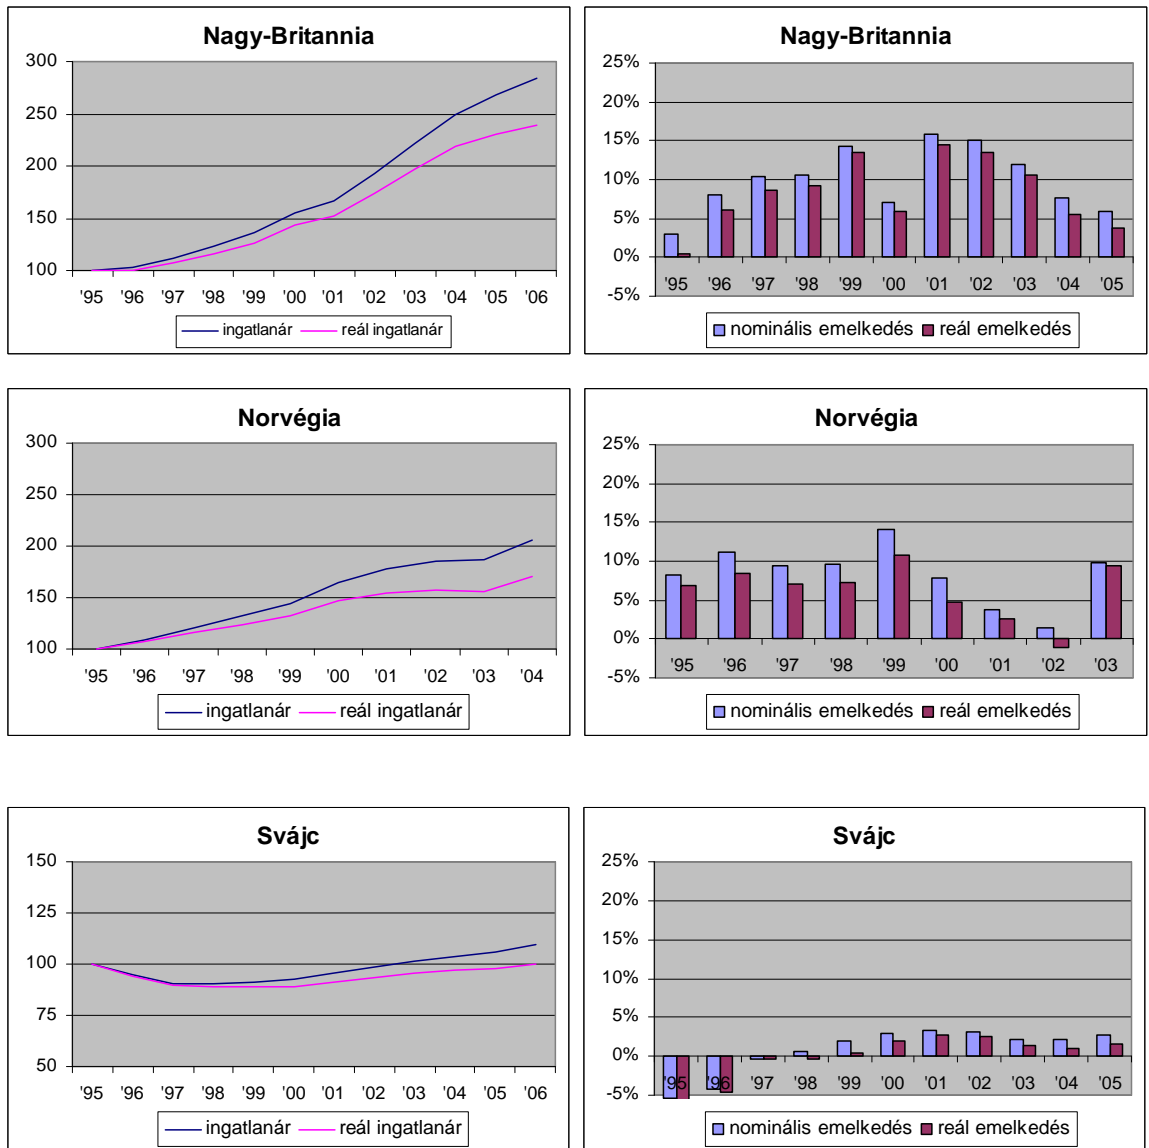 Nagy-Britannia
300
250
200
150
100
'95 '96 '97 '98 '99 '00 '01 '02 '03 '04 '05 '06
ingatlanár reál ingatlanár
Nagy-Britannia
25%
20%
15%
10%
5%
0%
-5%
'95 '96 '97 '98 '99 '00 '01 '02 '03 '04 '05
nominális emelkedés reál emelkedés
Norvégia
300
250
200
150
100
'95 '96 '97 '98 '99 '00 '01 '02 '03 '04
ingatlanár reál ingatlanár
Norvégia
25%
20%
15%
10%
5%
0%
-5%
'95 '96 '97 '98 '99 '00 '01 '02 '03
nominális emelkedés reál emelkedés
Svájc
150
125
100
75
50
'95 '96 '97 '98 '99 '00 '01 '02 '03 '04 '05 '06
ingatlanár reál ingatlanár
Svájc
25%
20%
15%
10%
5%
0%
-5%
'95 '96 '97 '98 '99 '00 '01 '02 '03 '04 '05
nominális emelkedés reál emelkedés